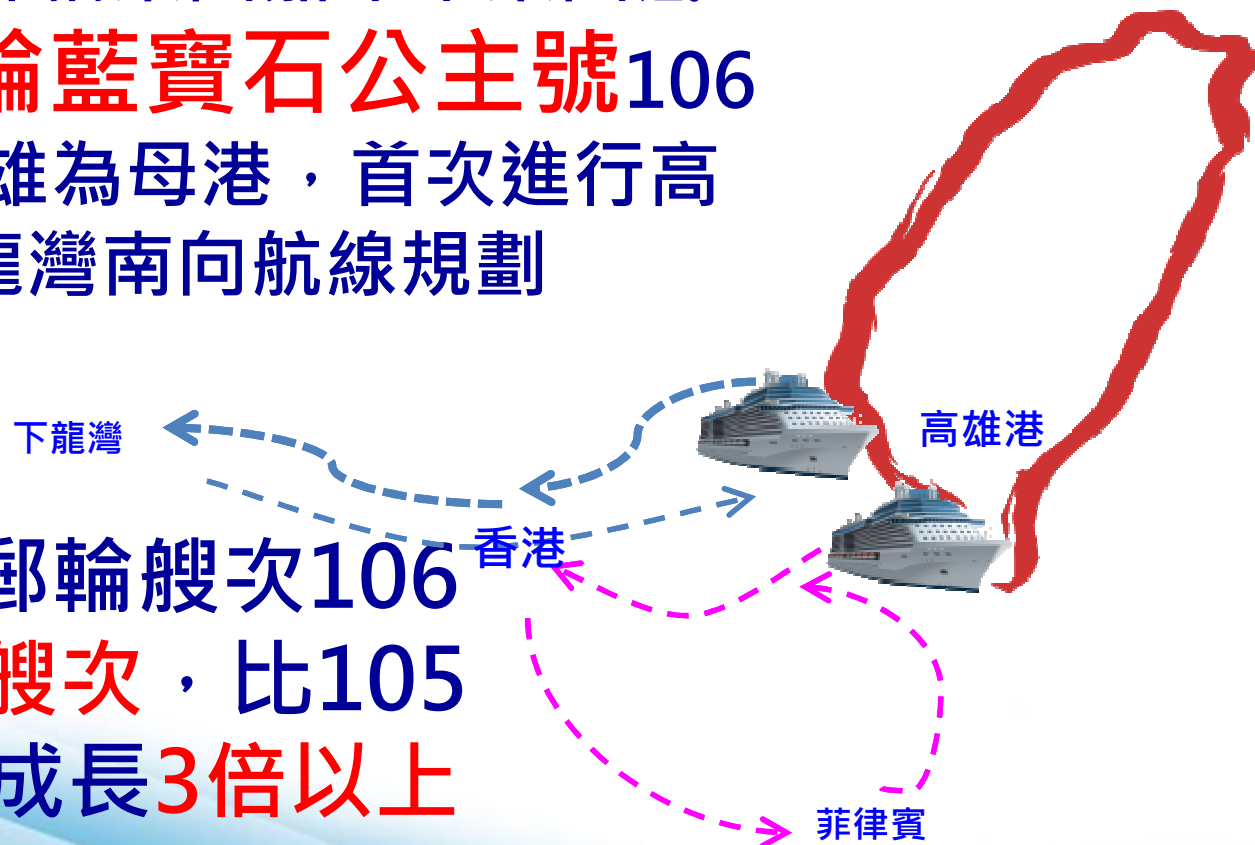 輪藍寶石公主號106
雄為母港，首次進行高
龍灣南向航線規劃
高雄港
下龍灣
香港
郵輪艘次106
艘次，比105
成長3倍以上
菲律賓